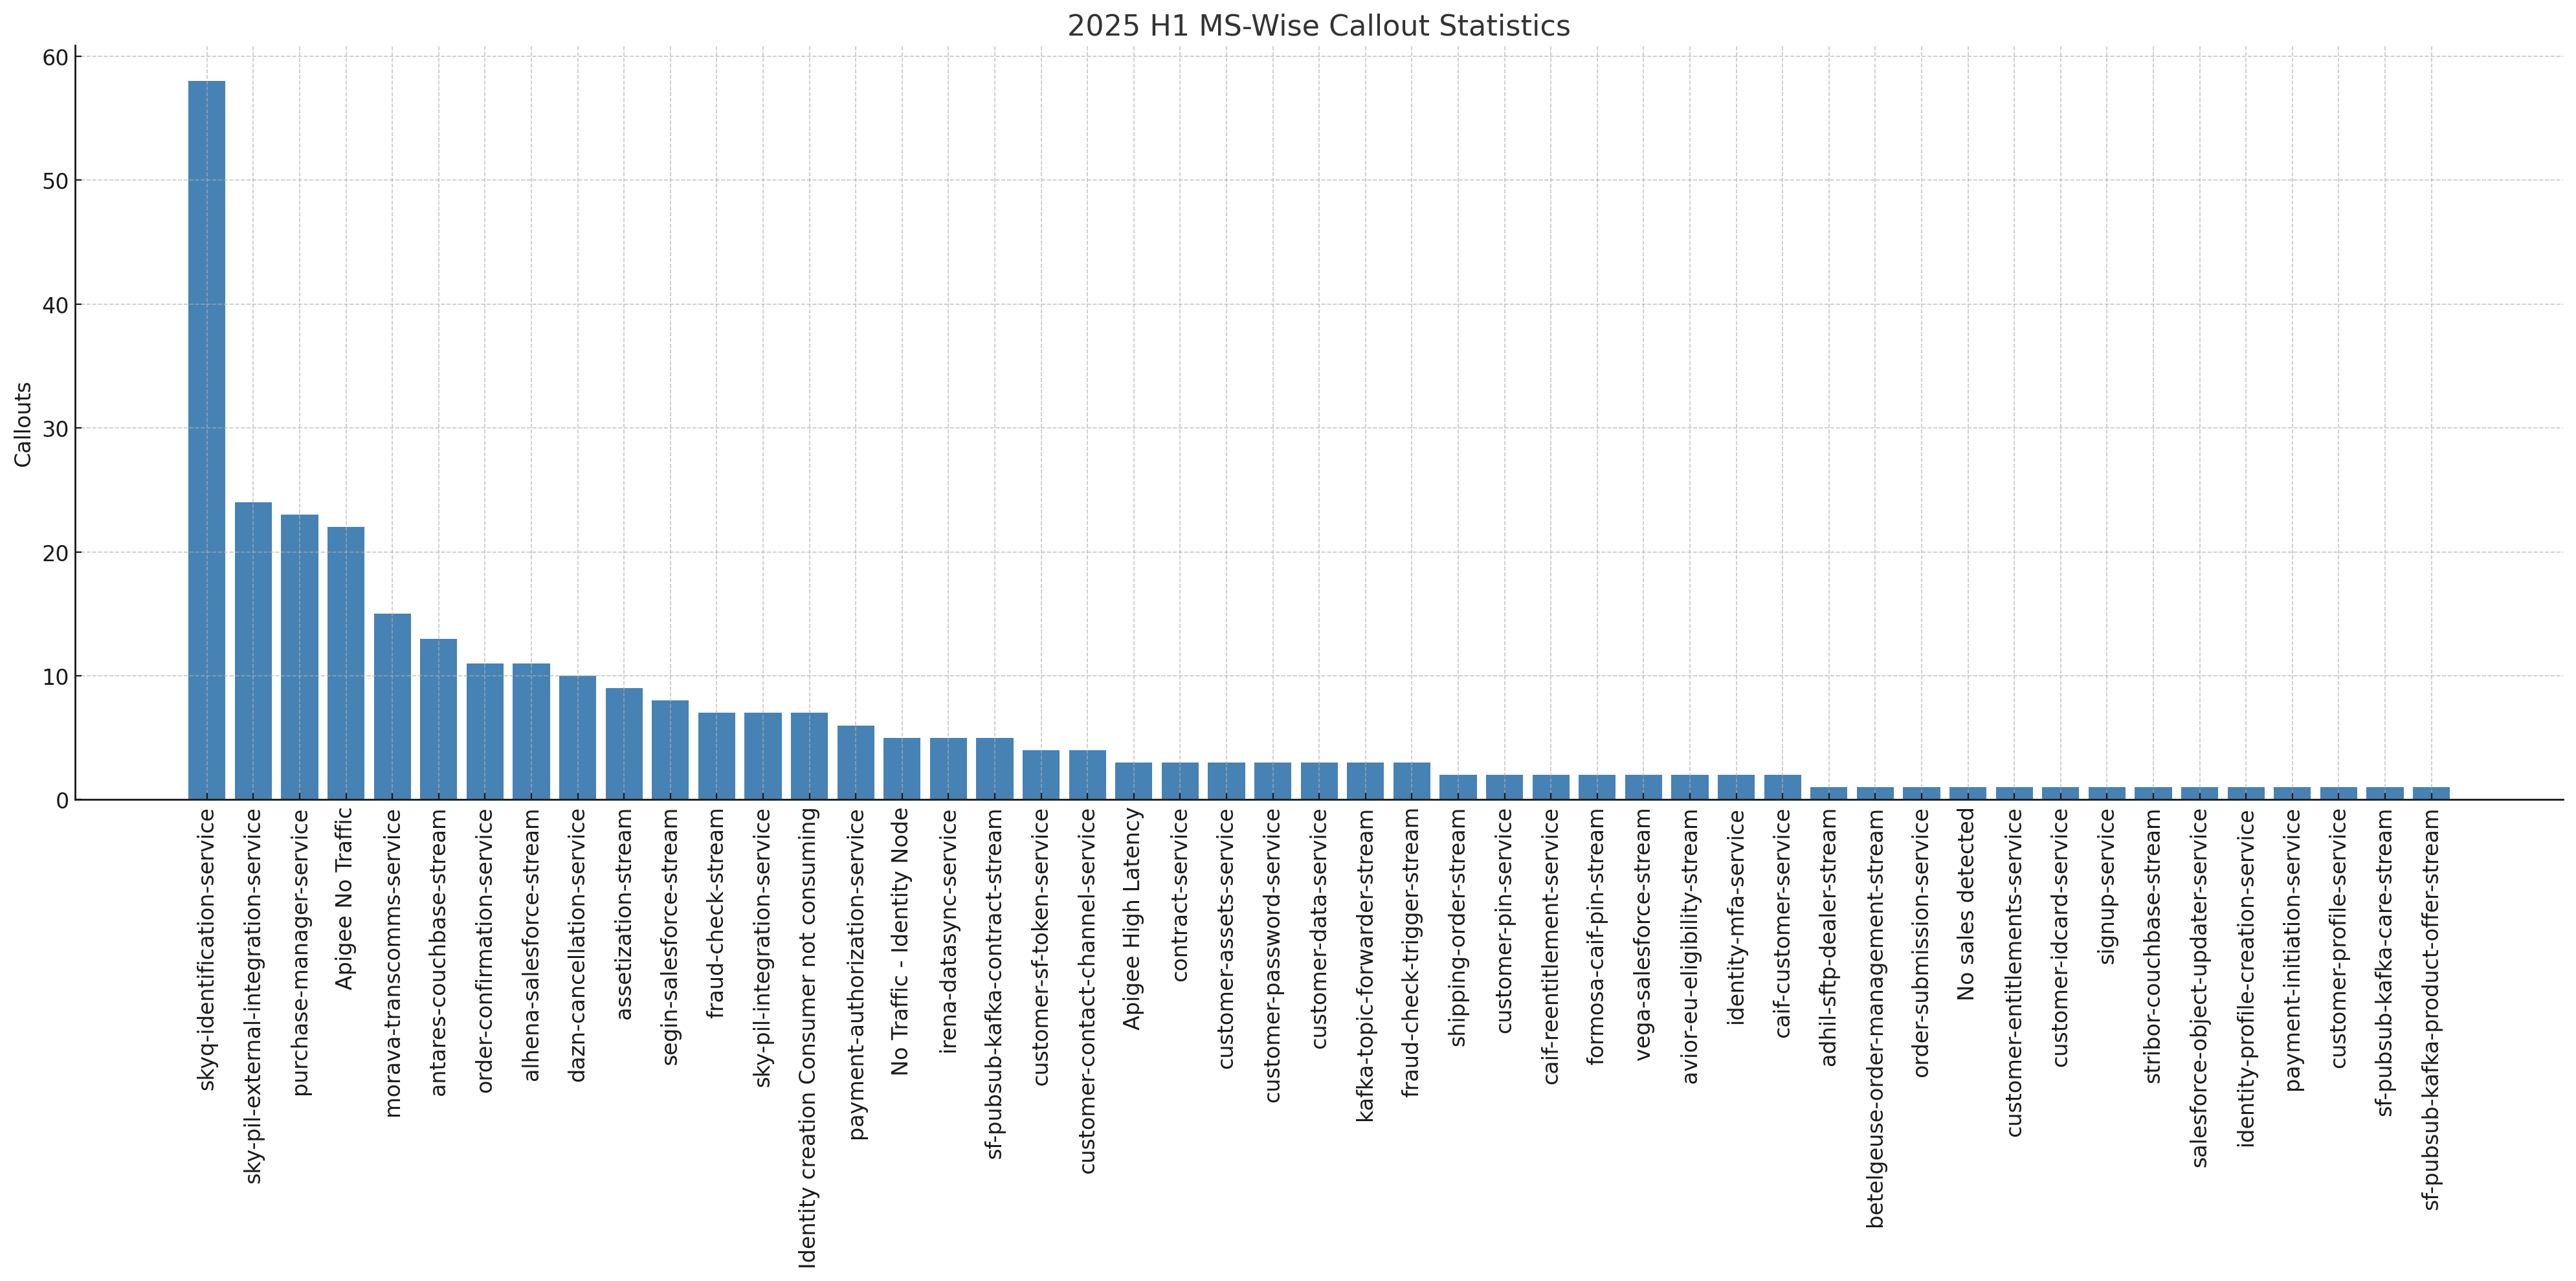 2025 H1 MS-Wise Callout Statistics
Callouts
60
50
40
30
20
10
0
skyq-identification-service
sky-pil-external-integration-service
purchase-manager-service
Apigee No Traffic
morava-transcomms-service
antares-couchbase-stream
order-confirmation-service
alhena-salesforce-stream
dazn-cancellation-service
assetization-stream
segin-salesforce-stream
fraud-check-stream
sky-pil-integration-service
Identity creation Consumer not consuming
payment-authorization-service
No Traffic - Identity Node
irena-datasync-service
sf-pubsub-kafka-contract-stream
customer-sf-token-service
customer-contact-channel-service
Apigee High Latency
contract-service
customer-assets-service
customer-password-service
customer-data-service
kafka-topic-forwarder-stream
fraud-check-trigger-stream
shipping-order-stream
customer-pin-service
caif-reentitlement-service
formosa-caif-pin-stream
vega-salesforce-stream
avior-eu-eligibility-stream
identity-mfa-service
caif-customer-service
adhil-sftp-dealer-stream
betelgeuse-order-management-stream
order-submission-service
No sales detected
customer-entitlements-service
customer-idcard-service
signup-service
stribor-couchbase-stream
salesforce-object-updater-service
identity-profile-creation-service
payment-initiation-service
customer-profile-service
sf-pubsub-kafka-care-stream
sf-pubsub-kafka-product-offer-stream